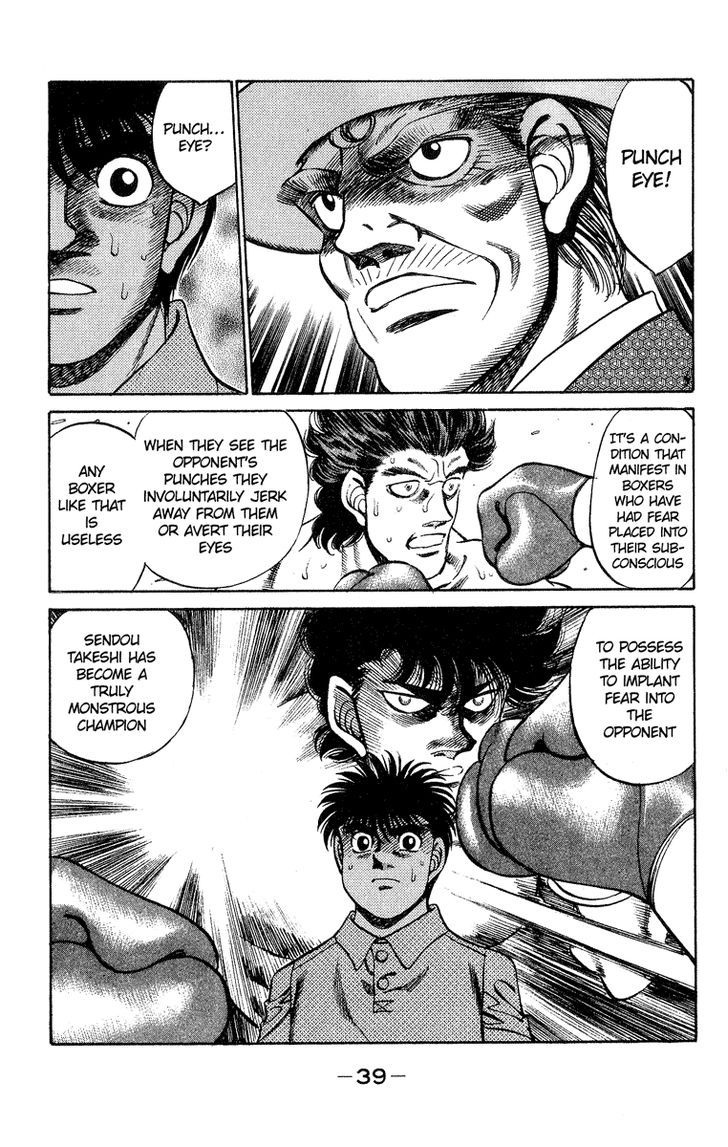 PUNCH
EYE!
PUNCH...
EYE?
IT'S A CON-
DITION THAT
MANIFEST IN
BOXERS
WHO HAVE
HAD FEAR
PLACED INTO
THEIR SUB-
CONSCIOUS
WHEN THEY SEE THE
OPPONENT'S
PUNCHES THEY
INVOLUNTARILY JERK
AWAY FROM THEM
OR AVERT THEIR
EYES
ANY
BOXER
LIKE THAT
IS
USELESS
TO POSSESS
THE ABILITY
TO IMPLANT
FEAR INTO
THE
OPPONENT
SENDOU
TAKESHI HAS
BECOME A
TRULY
MONSTROUS
CHAMPION
-39-